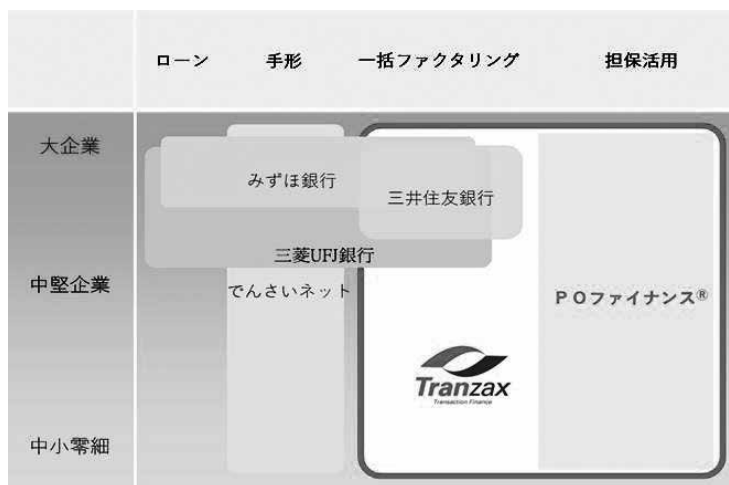 ローン 手形 一括ファクタリング 担保活用
大企業
みずほ銀行
三井住友銀行
三菱UFJ銀行
中堅企業
でんさいネット
POファイナンス®
Tranzax
Transaction Finance
中小零細